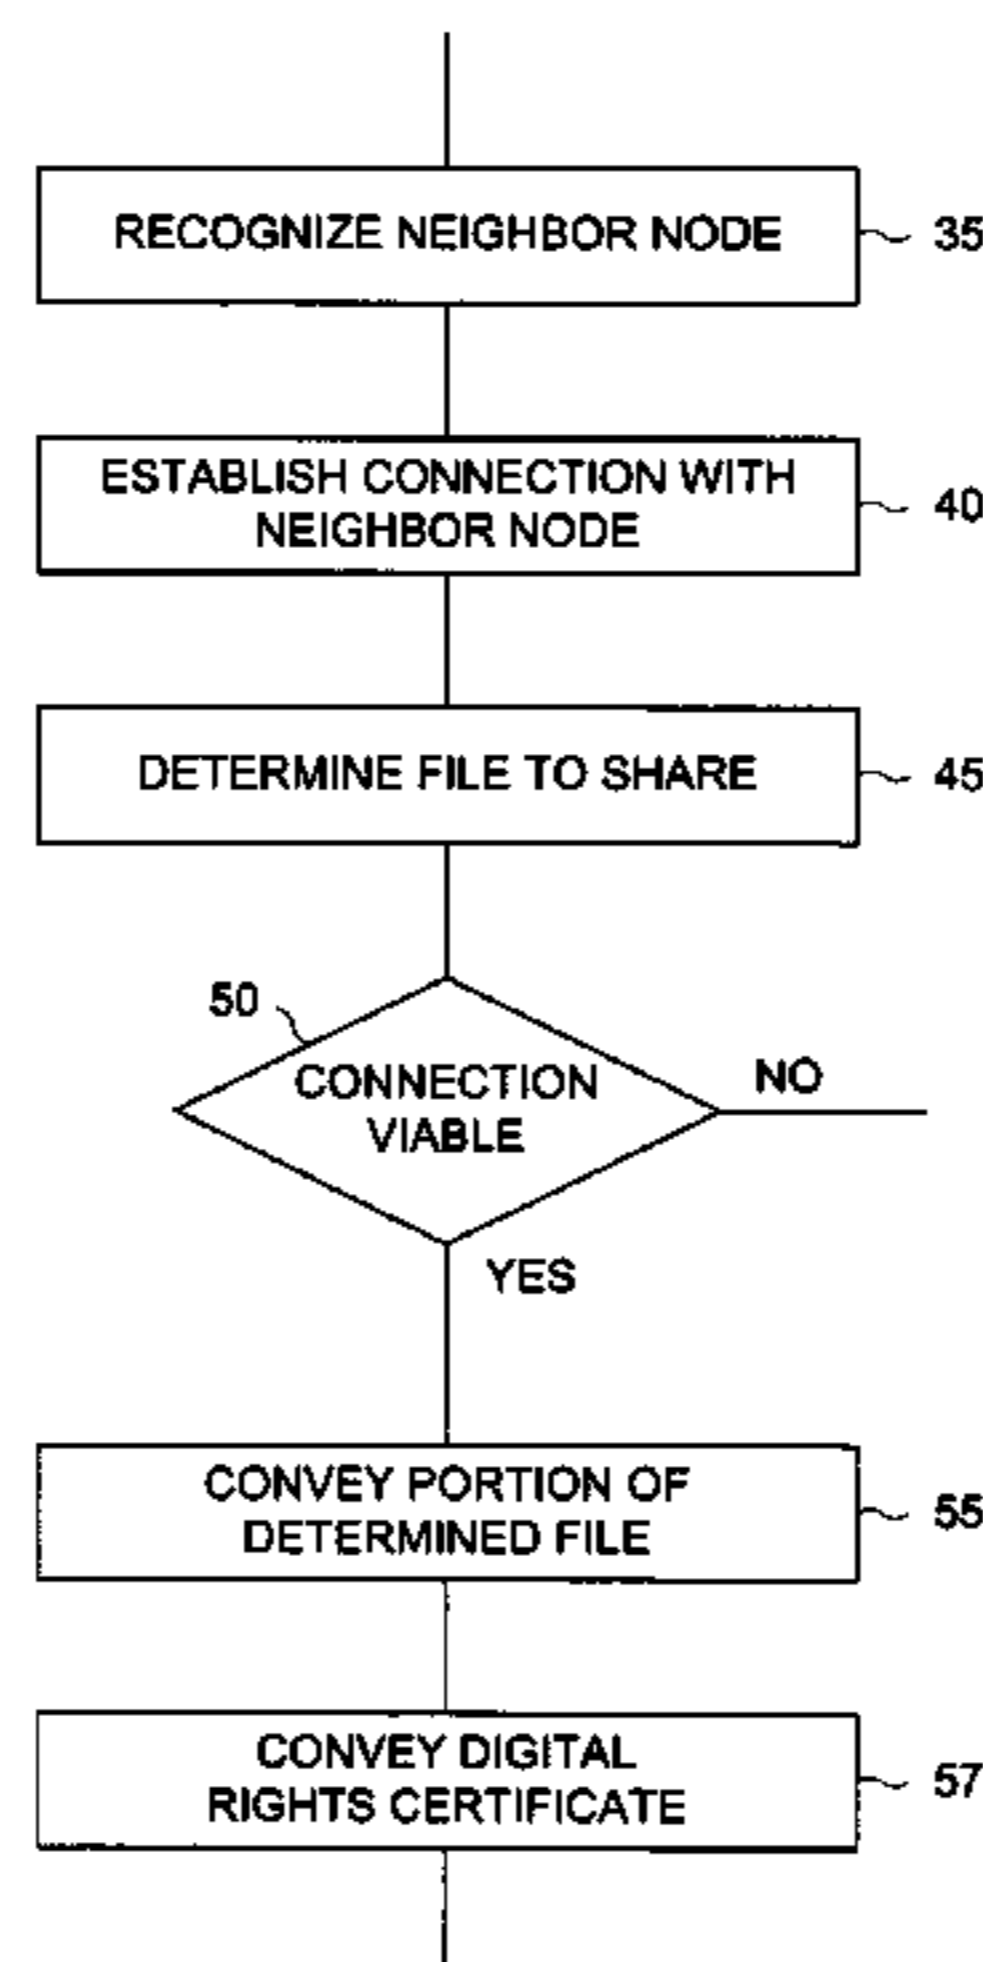 RECOGNIZE NEIGHBOR NODE
35
ESTABLISH CONNECTION WITH
NEIGHBOR NODE
40
DETERMINE FILE TO SHARE
45
50
CONNECTION
VIABLE
NO
YES
CONVEY PORTION OF
DETERMINED FILE
55
CONVEY DIGITAL
RIGHTS CERTIFICATE
57